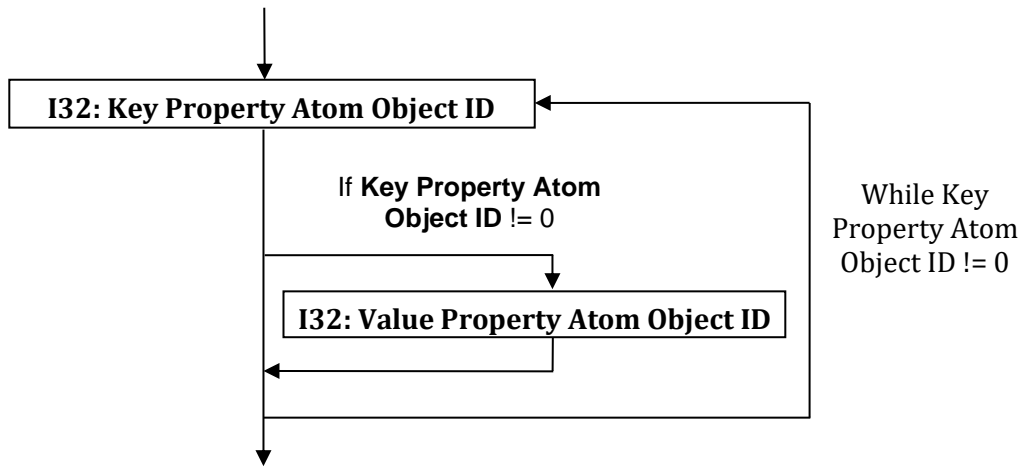 I32: Key Property Atom Object ID
If Key Property Atom
Object ID != 0
While Key
Property Atom
Object ID != 0
I32: Value Property Atom Object ID